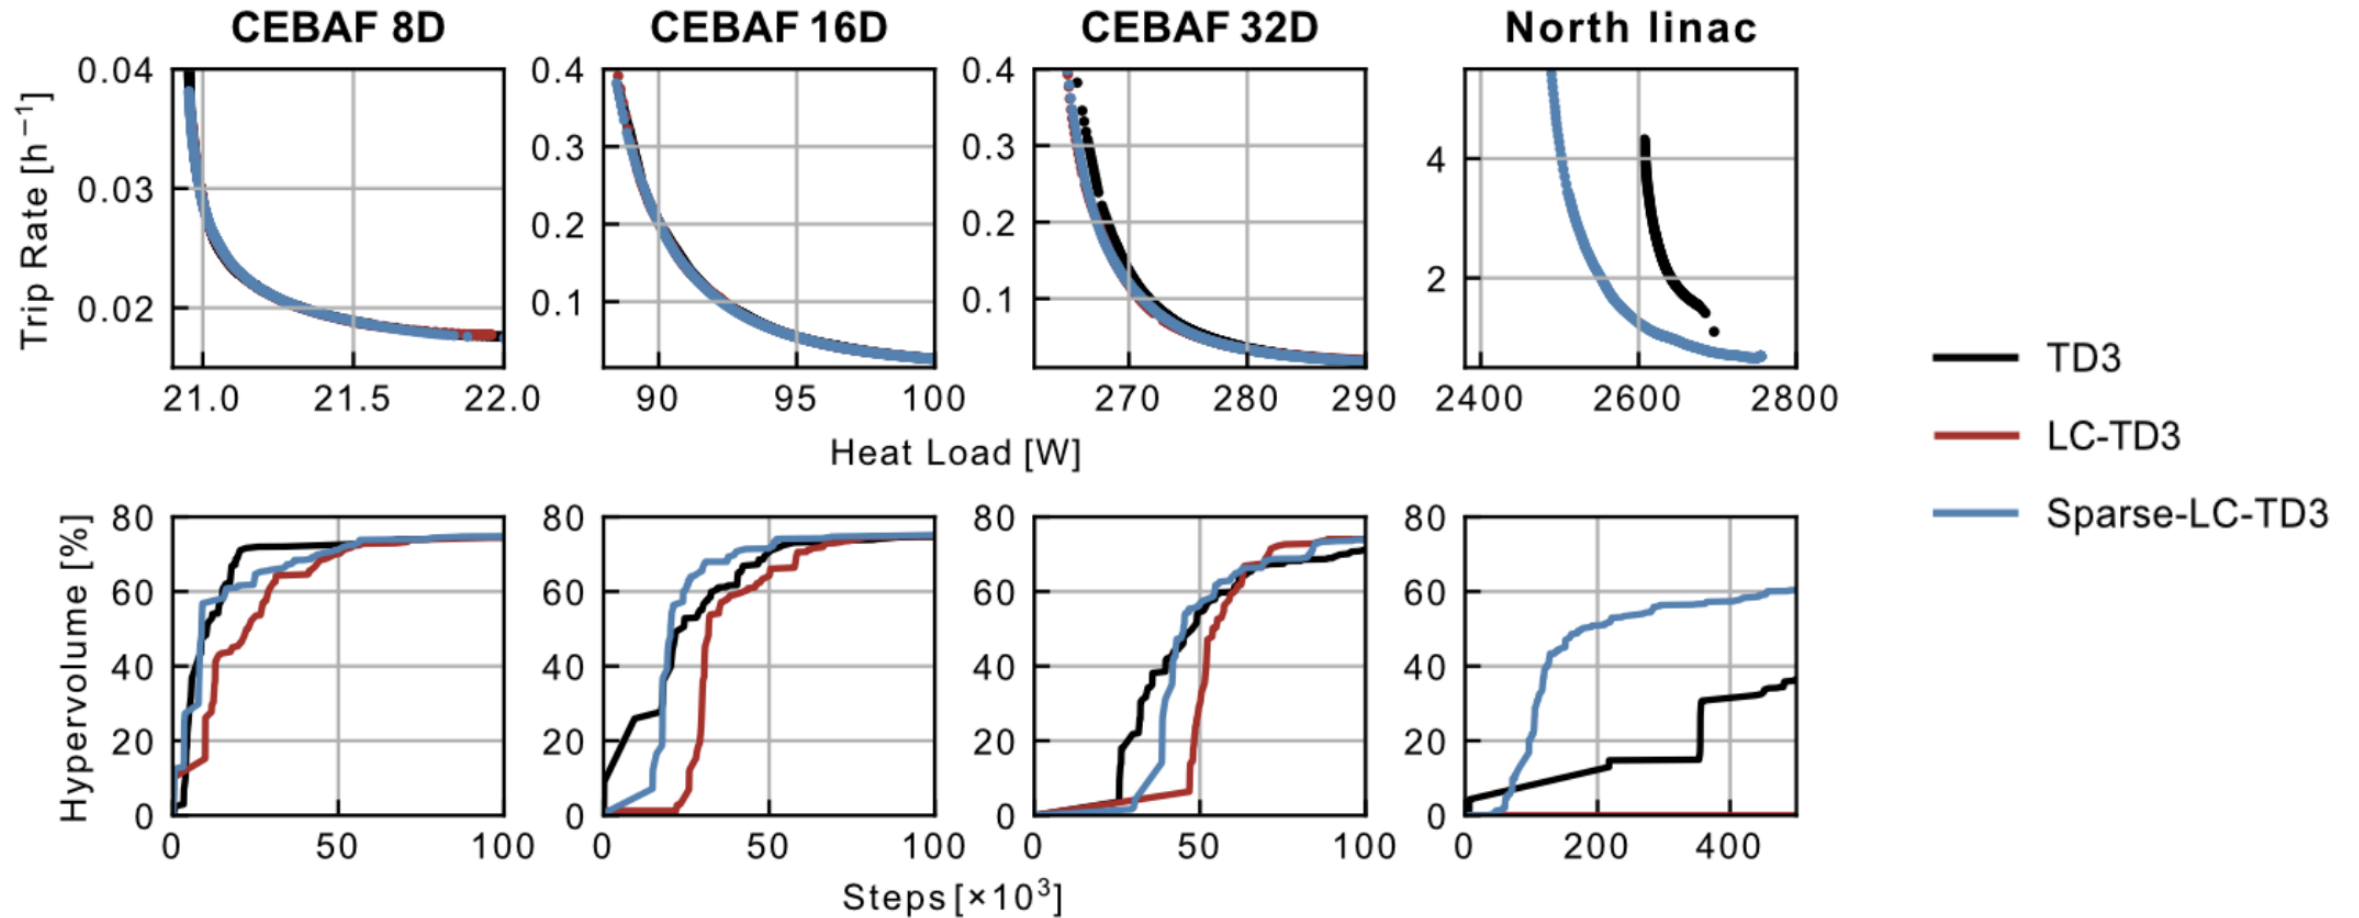 CEBAF 8D
CEBAF 16D
CEBAF 32D
North linac
Trip Rate [h⁻¹]
0.04
0.03
0.02
21.0 21.5 22.0
0.4
0.3
0.2
0.1
90 95 100
0.4
0.3
0.2
0.1
270 280 290
4
2
2400 2600 2800
Heat Load [W]
TD3
LC-TD3
Sparse-LC-TD3
Hypervolume [%]
80
60
40
20
0
0 50 100
80
60
40
20
0
0 50 100
80
60
40
20
0
0 50 100
80
60
40
20
0
0 200 400
Steps [×10³]